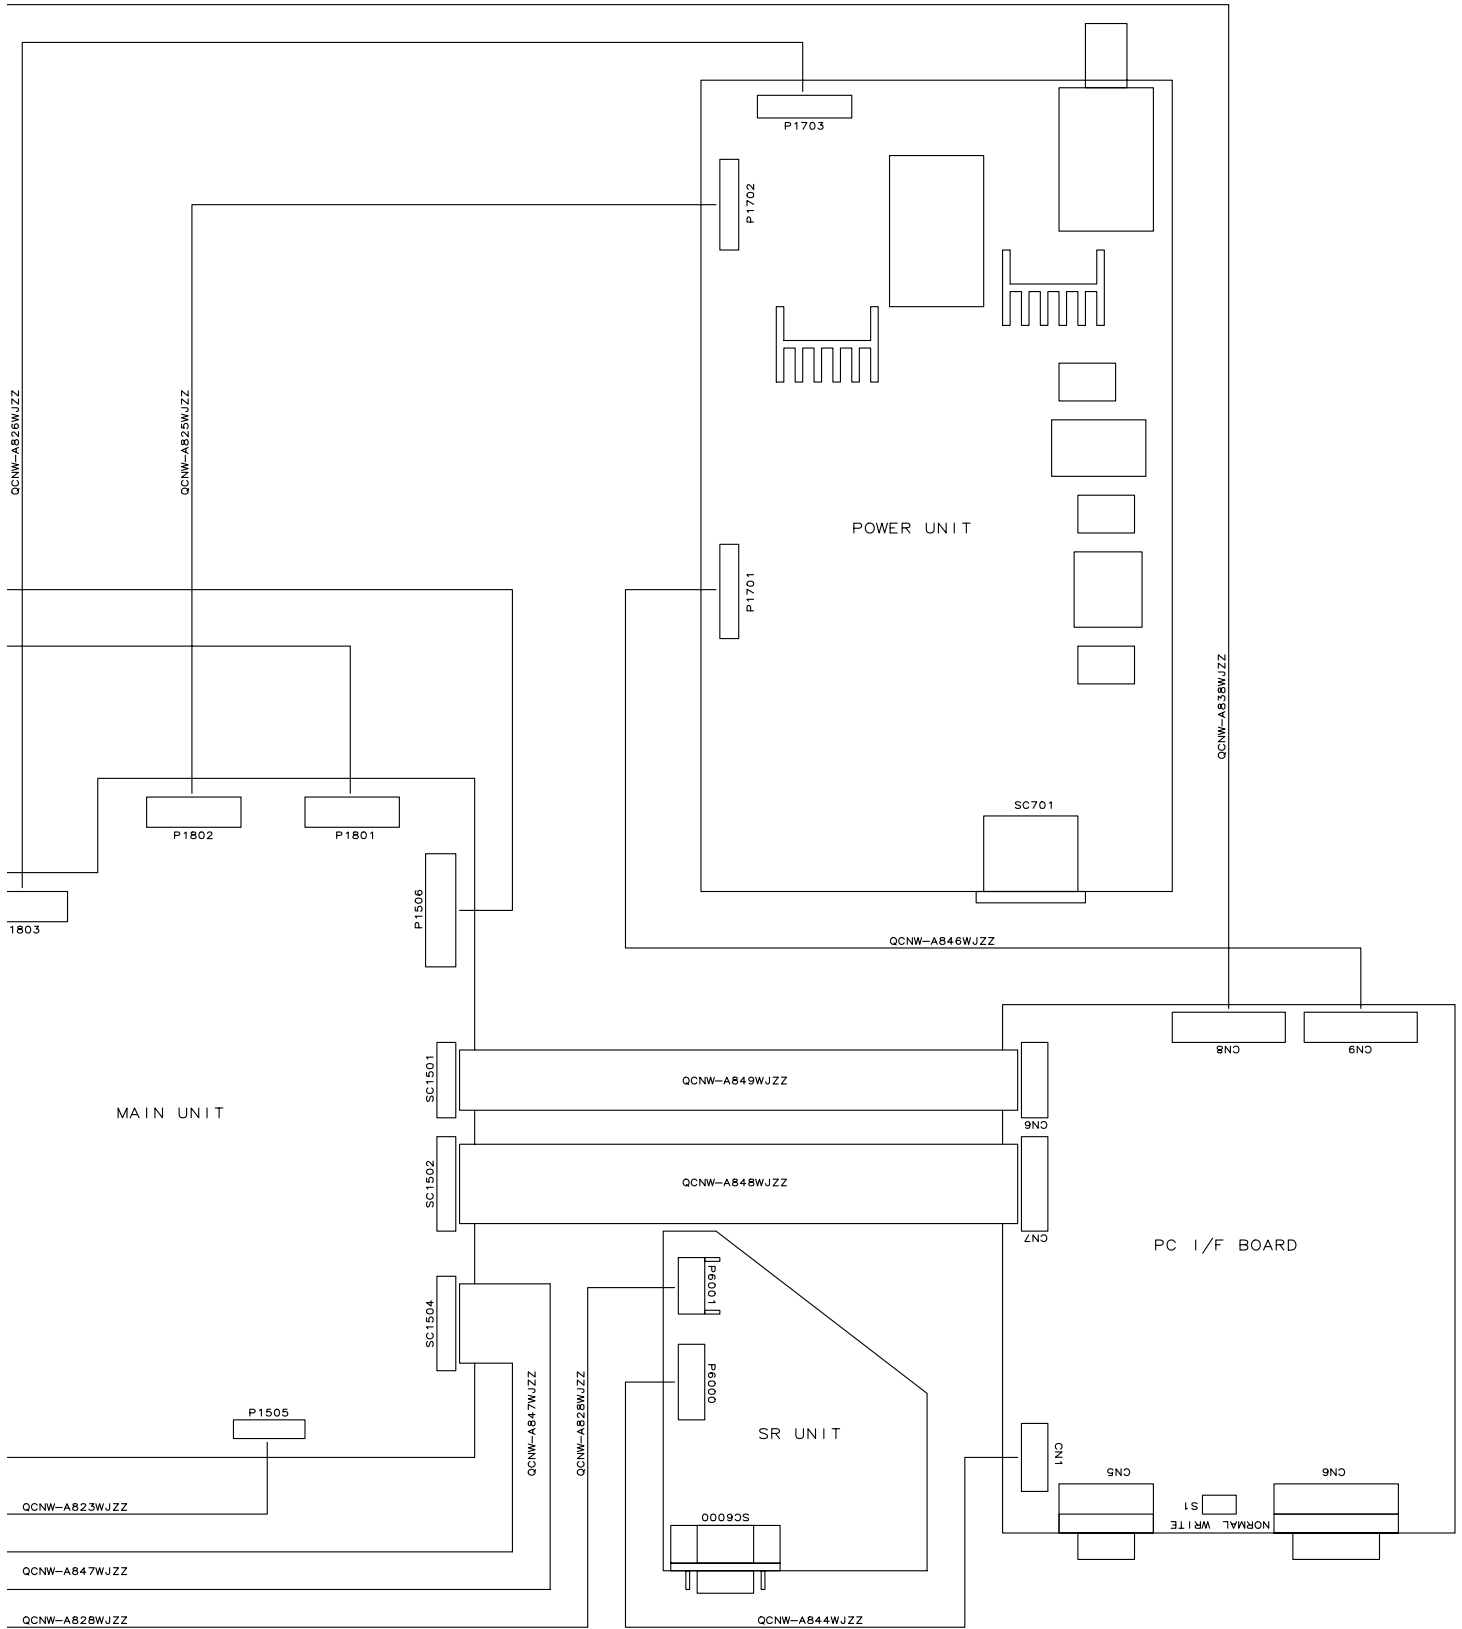 P1703
P1702
QCNW-A826WJZZ
QCNW-A825WJZZ
POWER UNIT
P1701
QCNW-A838WJZZ
SC701
P1802
P1801
P1506
1803
QCNW-A846WJZZ
CN8
CN9
SC1501
QCNW-A849WJZZ
CN6
MAIN UNIT
SC1502
QCNW-A848WJZZ
CN7
PC I/F BOARD
P6001
SC1504
P6000
QCNW-A847WJZZ
QCNW-A828WJZZ
P1505
SR UNIT
CN1
CN5
CN6
QCNW-A823WJZZ
S1
SC6000
NORMAL WRITE
QCNW-A847WJZZ
QCNW-A828WJZZ
QCNW-A844WJZZ